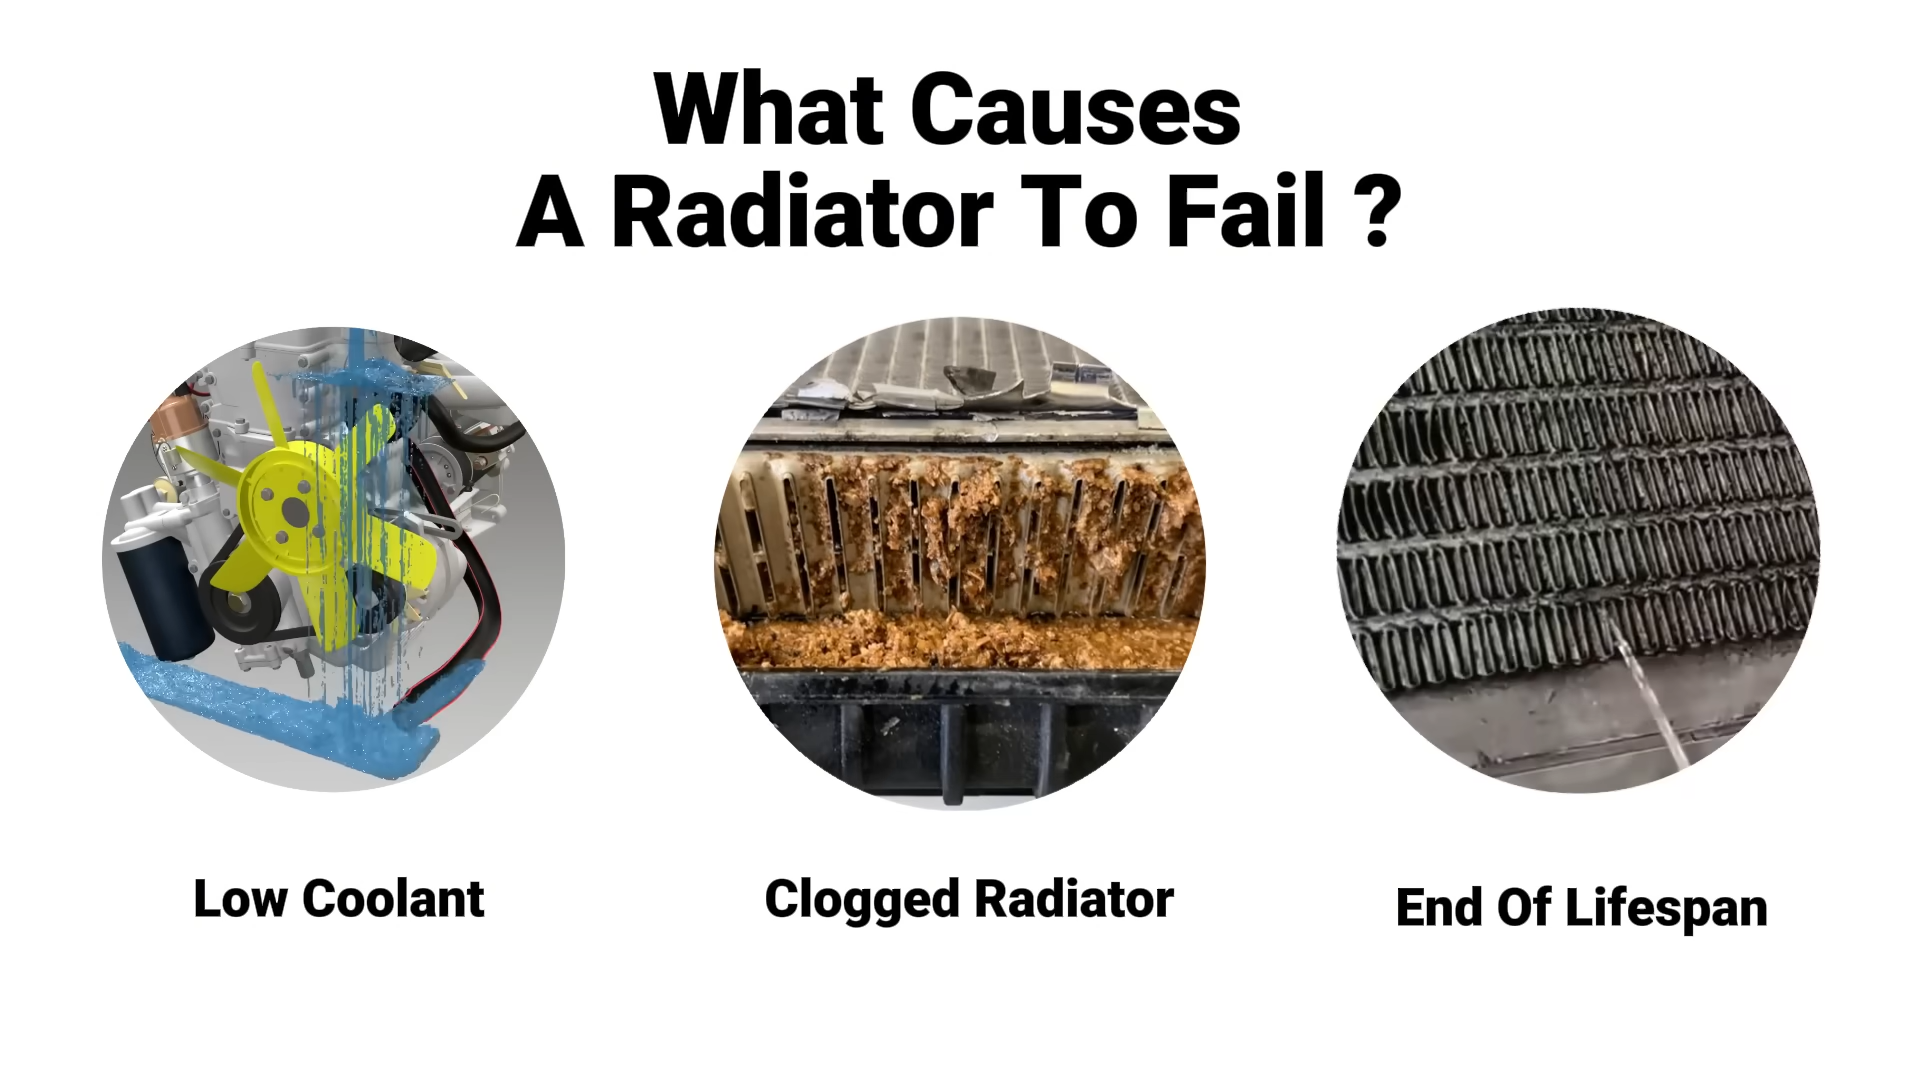 What Causes
A Radiator To Fail ?
Low Coolant
Clogged Radiator
End Of Lifespan